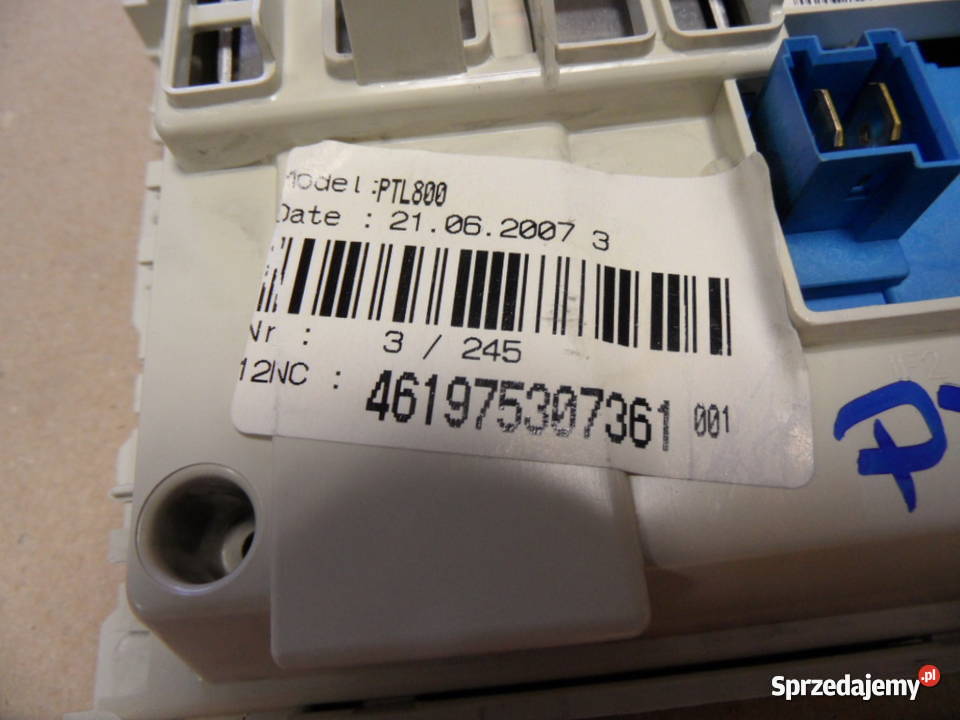 Model :PTL800
Date : 21.06.2007 3
Nr : 3 / 245
12NC : 461975307361 001
Sprzedajemy.pl